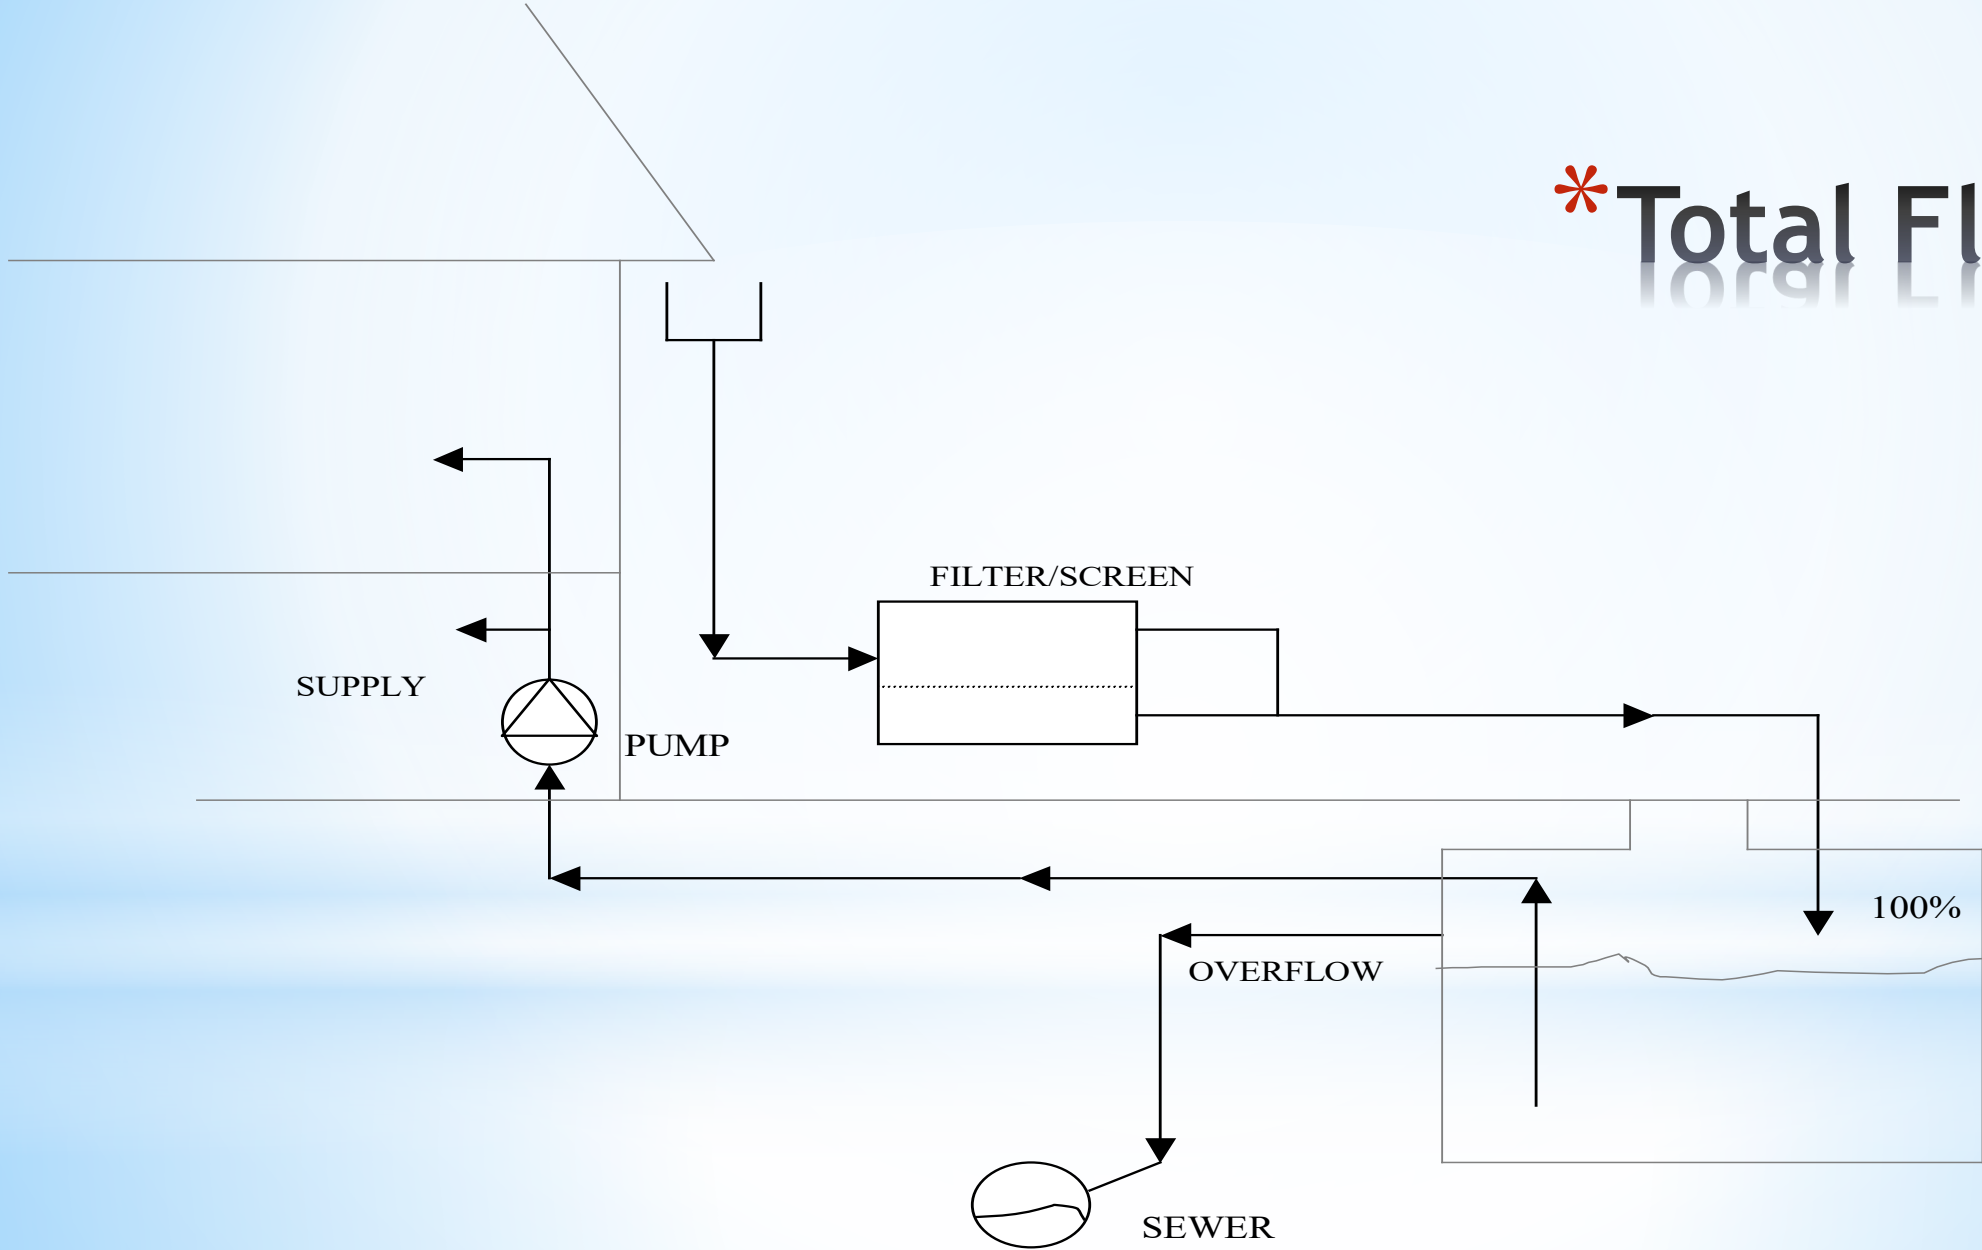 *Total Fl
FILTER/SCREEN
SUPPLY
PUMP
100%
OVERFLOW
SEWER